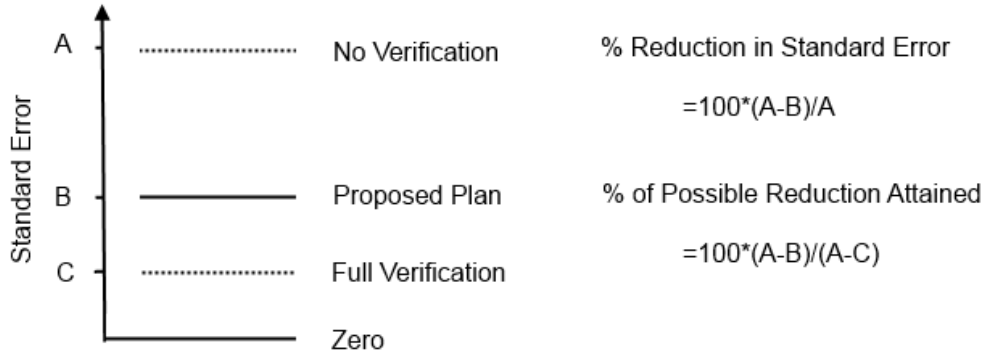 A
No Verification
% Reduction in Standard Error
=100*(A-B)/A
Standard Error
B
Proposed Plan
% of Possible Reduction Attained
=100*(A-B)/(A-C)
C
Full Verification
Zero